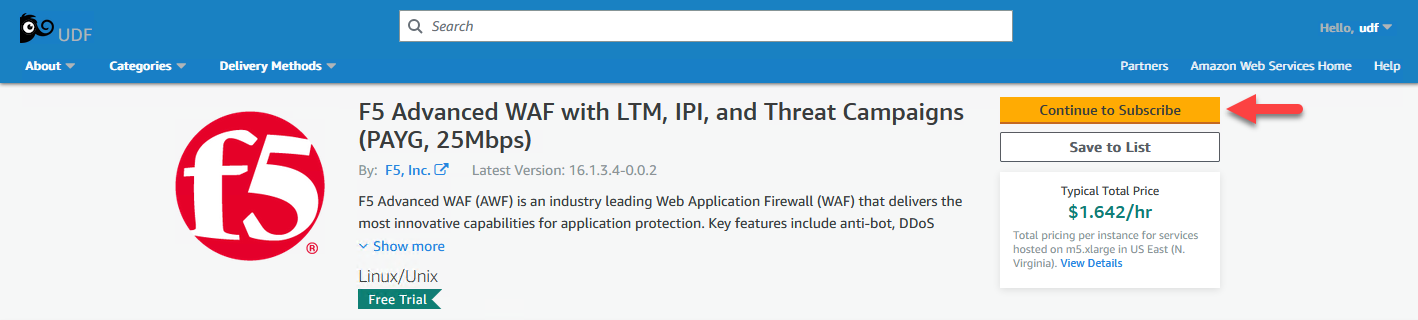 UDF
Search
Hello, udf
About
Categories
Delivery Methods
Partners
Amazon Web Services Home
Help
f5
®
F5 Advanced WAF with LTM, IPI, and Threat Campaigns
(PAYG, 25Mbps)
By: F5, Inc. Latest Version: 16.1.3.4-0.0.2
F5 Advanced WAF (AWF) is an industry leading Web Application Firewall (WAF) that delivers the
most innovative capabilities for application protection. Key features include anti-bot, DDoS
Show more
Linux/Unix
Free Trial
Continue to Subscribe
Save to List
Typical Total Price
$1.642/hr
Total pricing per instance for services
hosted on m5.xlarge in US East (N.
Virginia). View Details